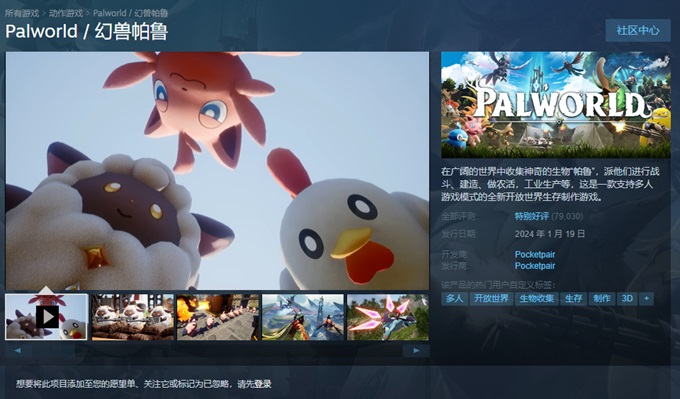 所有游戏 > 动作游戏 > Palworld / 幻兽帕鲁
Palworld / 幻兽帕鲁
社区中心
PALWORLD
在广阔的世界中收集神奇的生物“帕鲁”，派他们进行战
斗、建造、做农活，工业生产等，这是一款支持多人
游戏模式的全新开放世界生存制作游戏。
全部评测： 特别好评 (79,030)
发行日期： 2024 年 1 月 19 日
开发商： Pocketpair
发行商： Pocketpair
该产品的热门用户自定义标签：
多人 开放世界 生物收集 生存 制作 3D +
想要将此项目添加至您的愿望单、关注它或标记为已忽略，请先登录